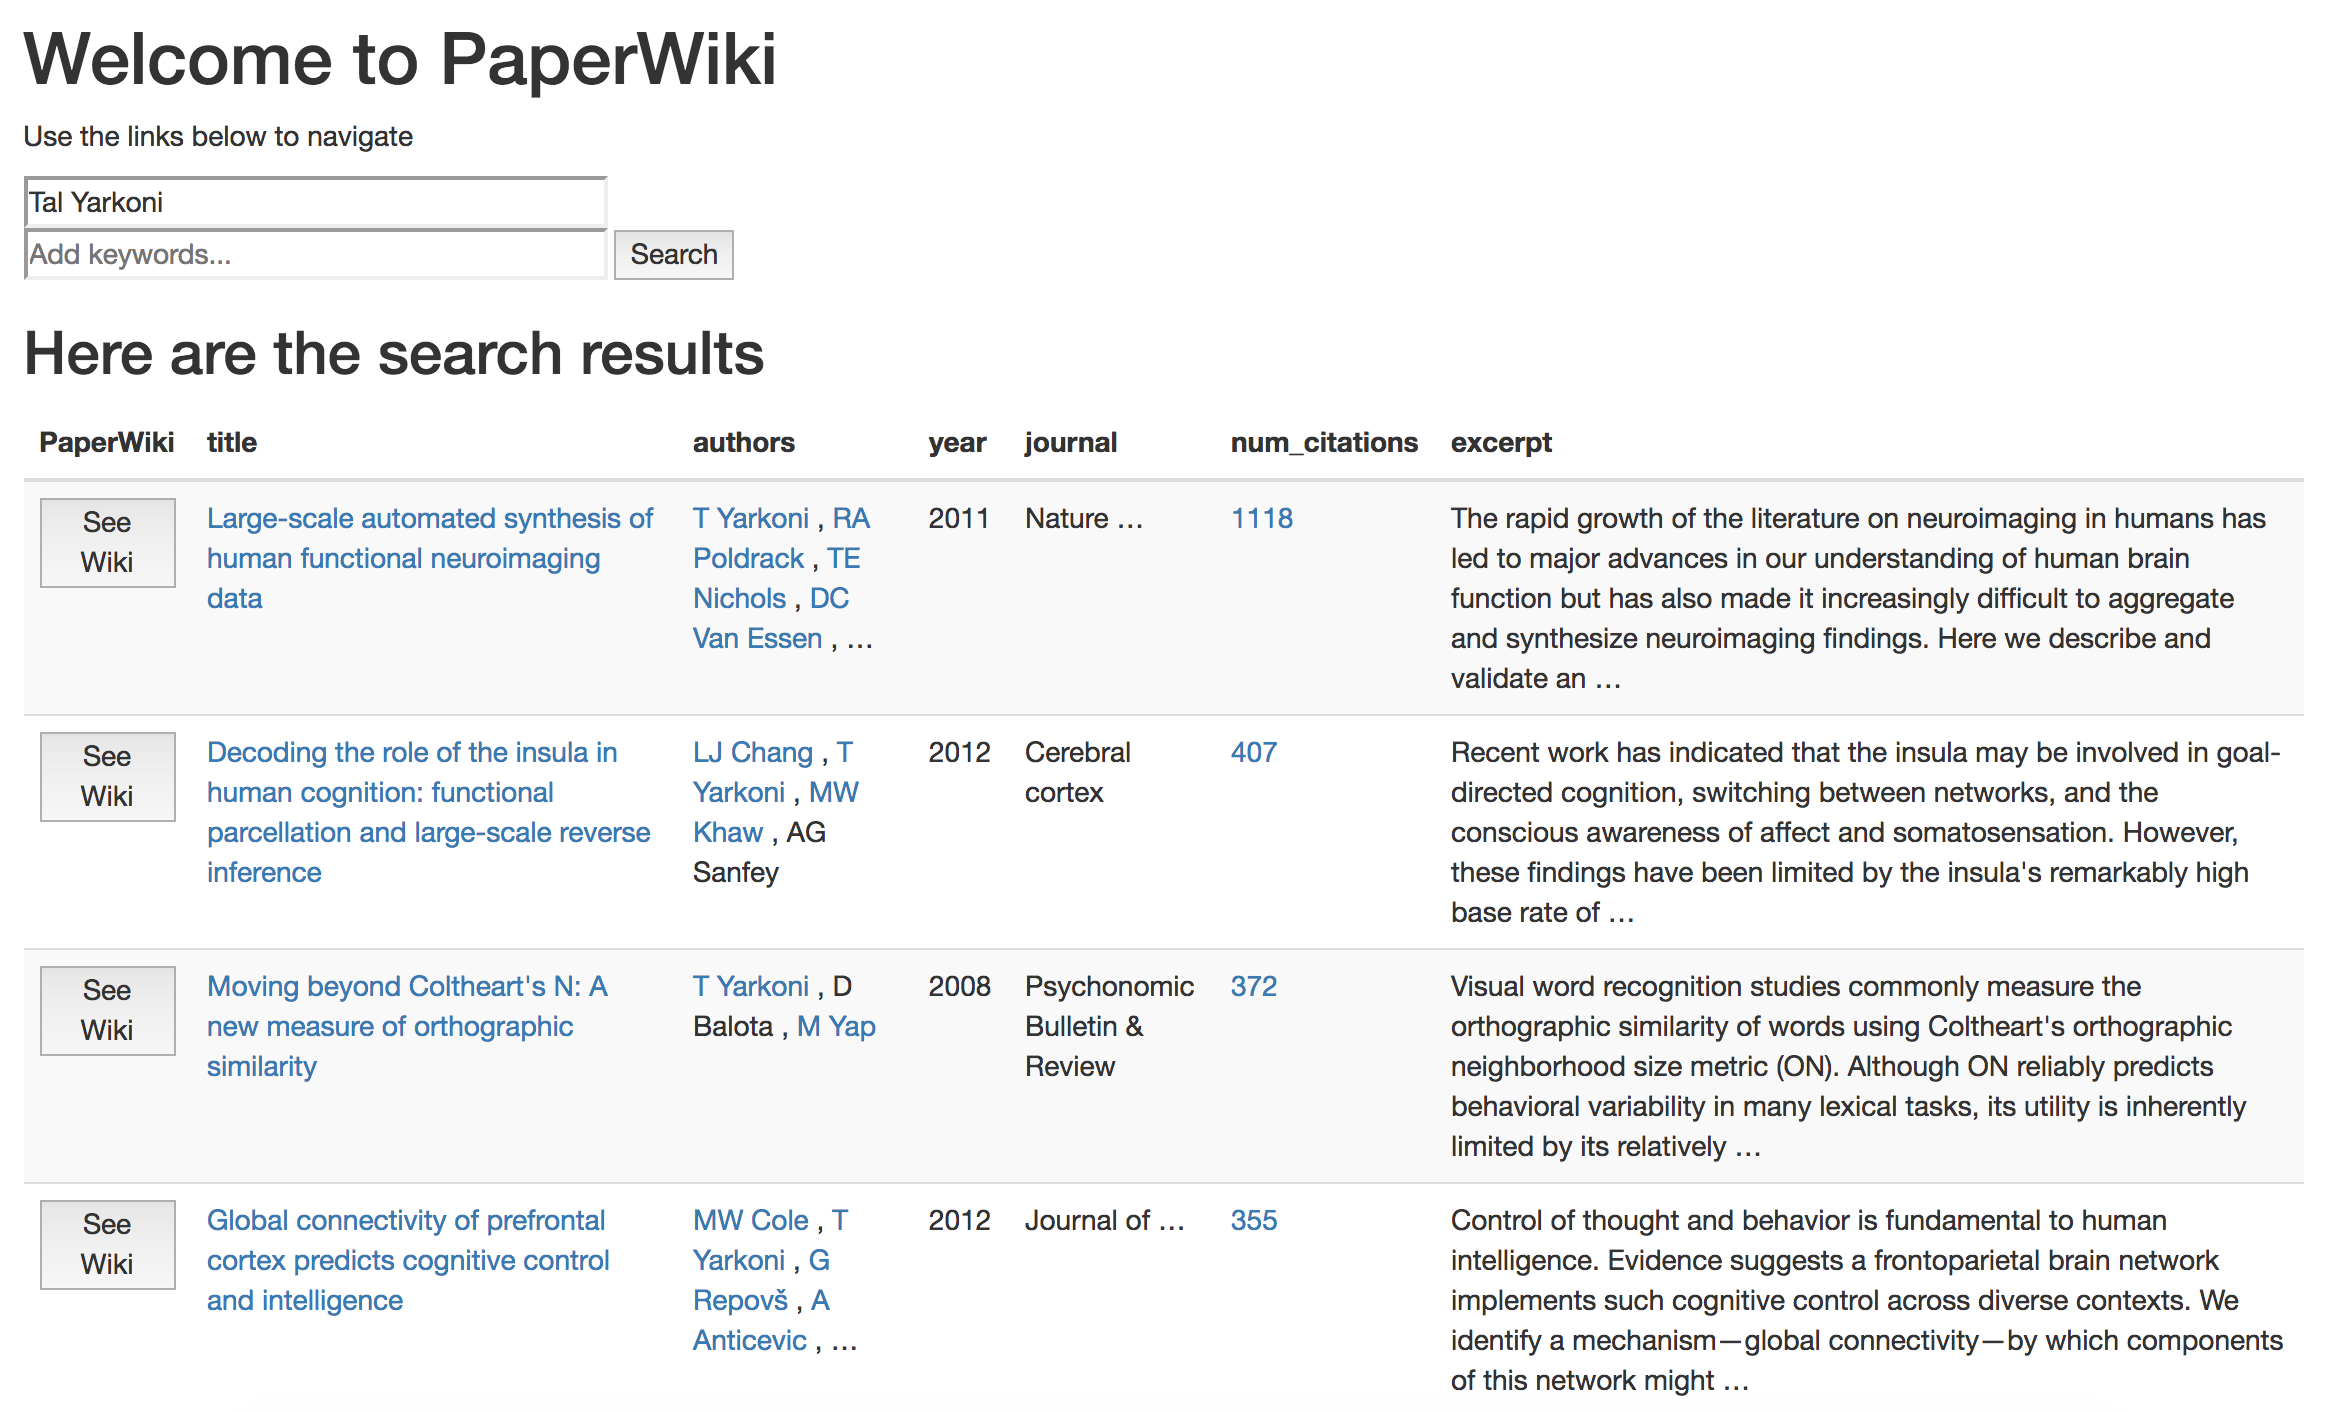 Welcome to PaperWiki
Use the links below to navigate
Tal Yarkoni
Add keywords...
Search
Here are the search results
PaperWiki title authors year journal num_citations excerpt
See
Wiki
Large-scale automated synthesis of
human functional neuroimaging
data
T Yarkoni , RA
Poldrack , TE
Nichols , DC
Van Essen , …
2011
Nature …
1118
The rapid growth of the literature on neuroimaging in humans has
led to major advances in our understanding of human brain
function but has also made it increasingly difficult to aggregate
and synthesize neuroimaging findings. Here we describe and
validate an …
See
Wiki
Decoding the role of the insula in
human cognition: functional
parcellation and large-scale reverse
inference
LJ Chang , T
Yarkoni , MW
Khaw , AG
Sanfey
2012
Cerebral
cortex
407
Recent work has indicated that the insula may be involved in goal-
directed cognition, switching between networks, and the
conscious awareness of affect and somatosensation. However,
these findings have been limited by the insula's remarkably high
base rate of …
See
Wiki
Moving beyond Coltheart's N: A
new measure of orthographic
similarity
T Yarkoni , D
Balota , M Yap
2008
Psychonomic
Bulletin &
Review
372
Visual word recognition studies commonly measure the
orthographic similarity of words using Coltheart's orthographic
neighborhood size metric (ON). Although ON reliably predicts
behavioral variability in many lexical tasks, its utility is inherently
limited by its relatively …
See
Wiki
Global connectivity of prefrontal
cortex predicts cognitive control
and intelligence
MW Cole , T
Yarkoni , G
Repovš , A
Anticevic , …
2012
Journal of …
355
Control of thought and behavior is fundamental to human
intelligence. Evidence suggests a frontoparietal brain network
implements such cognitive control across diverse contexts. We
identify a mechanism—global connectivity—by which components
of this network might …